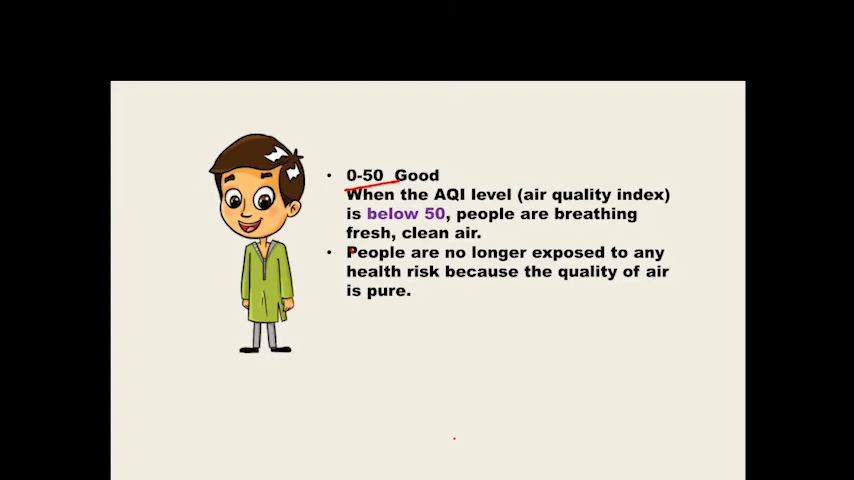 • 0-50 Good
When the AQI level (air quality index)
is below 50, people are breathing
fresh, clean air.
• People are no longer exposed to any
health risk because the quality of air
is pure.